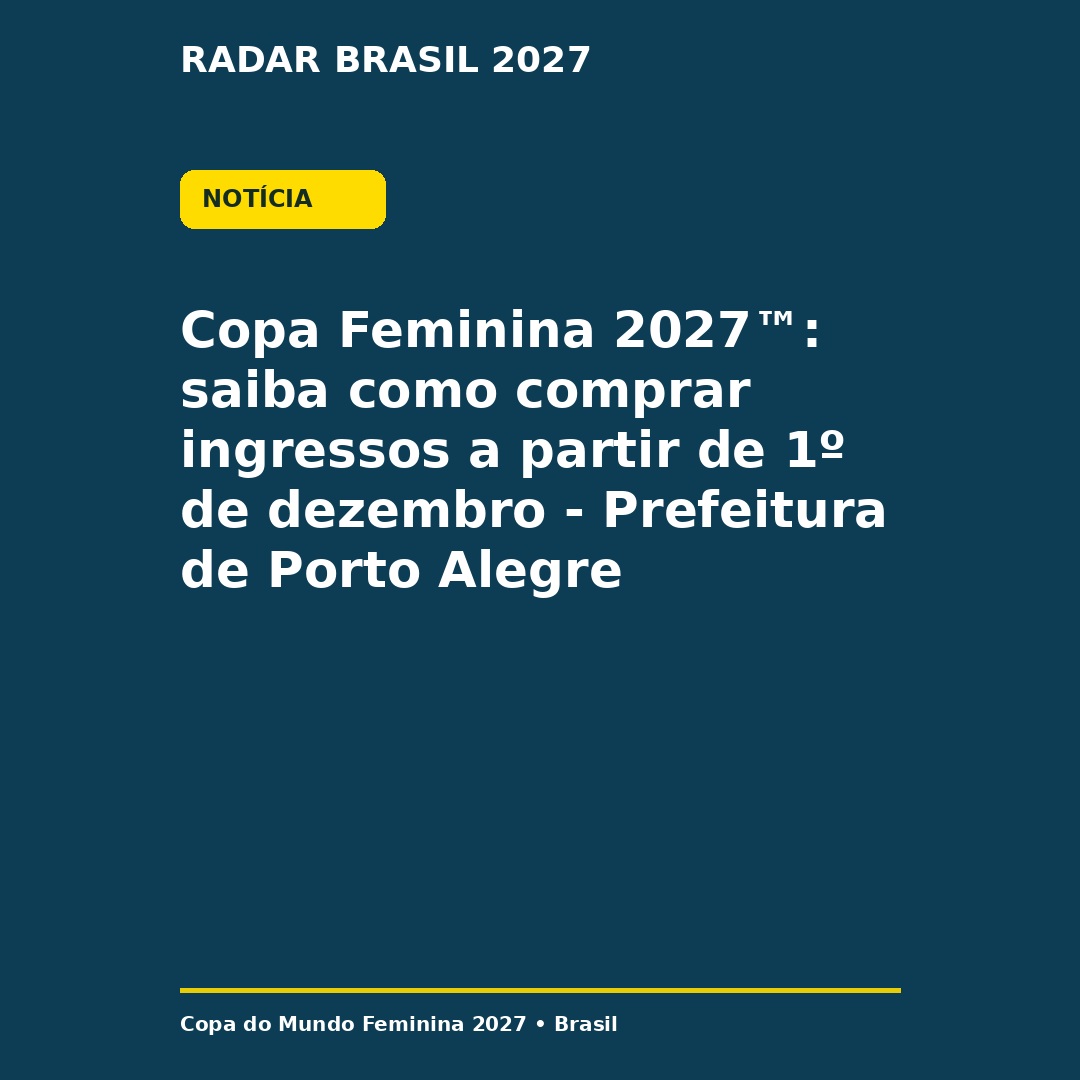 RADAR BRASIL 2027
NOTÍCIA
Copa Feminina 2027™:
saiba como comprar
ingressos a partir de 1º
de dezembro - Prefeitura
de Porto Alegre
Copa do Mundo Feminina 2027 • Brasil